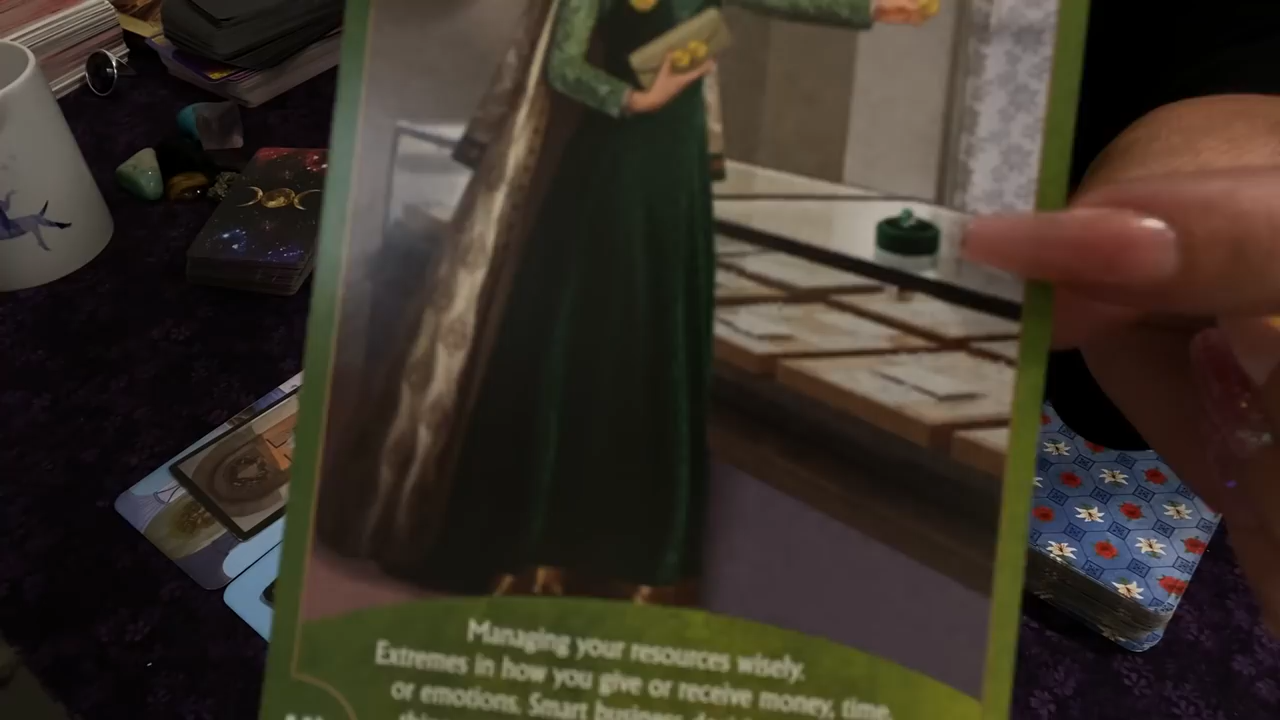 Managing your resources wisely.
Extremes in how you give or receive money, time,
or emotions. Smart business